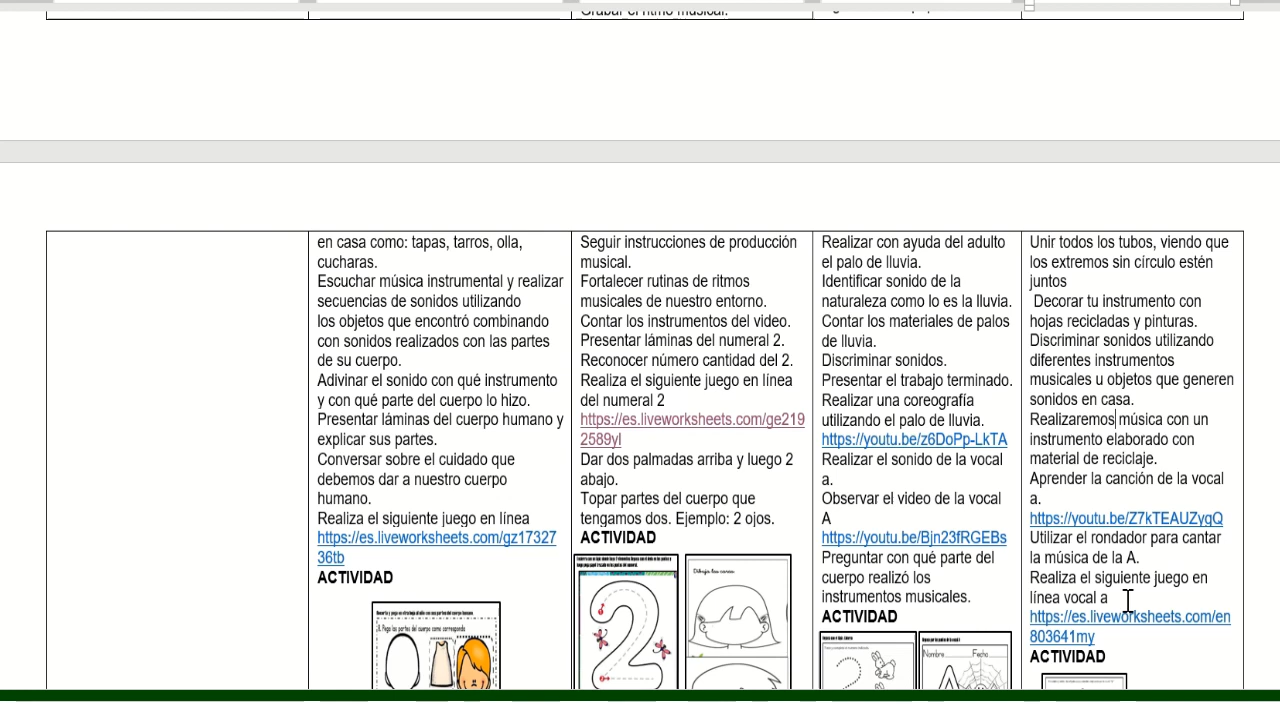 Grabar el ritmo musical.
en casa como: tapas, tarros, olla,
cucharas.
Escuchar música instrumental y realizar
secuencias de sonidos utilizando
los objetos que encontró combinando
con sonidos realizados con las partes
de su cuerpo.
Adivinar el sonido con qué instrumento
y con qué parte del cuerpo lo hizo.
Presentar láminas del cuerpo humano y
explicar sus partes.
Conversar sobre el cuidado que
debemos dar a nuestro cuerpo
humano.
Realiza el siguiente juego en línea
https://es.liveworksheets.com/gz17327
36tb
ACTIVIDAD
Seguir instrucciones de producción
musical.
Fortalecer rutinas de ritmos
musicales de nuestro entorno.
Contar los instrumentos del video.
Presentar láminas del numeral 2.
Reconocer número cantidad del 2.
Realiza el siguiente juego en línea
del numeral 2
https://es.liveworksheets.com/ge219
2589yl
Dar dos palmadas arriba y luego 2
abajo.
Topar partes del cuerpo que
tengamos dos. Ejemplo: 2 ojos.
ACTIVIDAD
2
Realizar con ayuda del adulto
el palo de lluvia.
Identificar sonido de la
naturaleza como lo es la lluvia.
Contar los materiales de palos
de lluvia.
Discriminar sonidos.
Presentar el trabajo terminado.
Realizar una coreografía
utilizando el palo de lluvia.
https://youtu.be/z6DoPp-LkTA
Realizar el sonido de la vocal
a.
Observar el video de la vocal
A
https://youtu.be/Bjn23fRGEBs
Preguntar con qué parte del
cuerpo realizó los
instrumentos musicales.
ACTIVIDAD
Nombre Fecha
Unir todos los tubos, viendo que
los extremos sin círculo estén
juntos
Decorar tu instrumento con
hojas recicladas y pinturas.
Discriminar sonidos utilizando
diferentes instrumentos
musicales u objetos que generen
sonidos en casa.
Realizaremos música con un
instrumento elaborado con
material de reciclaje.
Aprender la canción de la vocal
a.
https://youtu.be/Z7kTEAUZyqQ
Utilizar el rondador para cantar
la música de la A.
Realiza el siguiente juego en
línea vocal a
https://es.liveworksheets.com/en
803641my
ACTIVIDAD